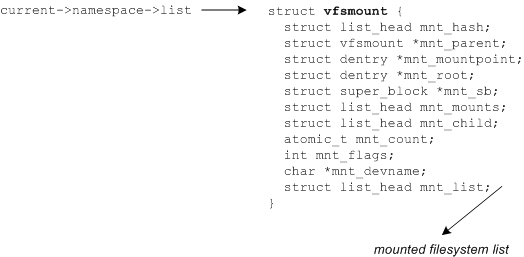 current->namespace->list
struct vfsmount {
struct list_head mnt_hash;
struct vfsmount *mnt_parent;
struct dentry *mnt_mountpoint;
struct dentry *mnt_root;
struct super_block *mnt_sb;
struct list_head mnt_mounts;
struct list_head mnt_child;
atomic_t mnt_count;
int mnt_flags;
char *mnt_devname;
struct list_head mnt_list;
}
mounted filesystem list